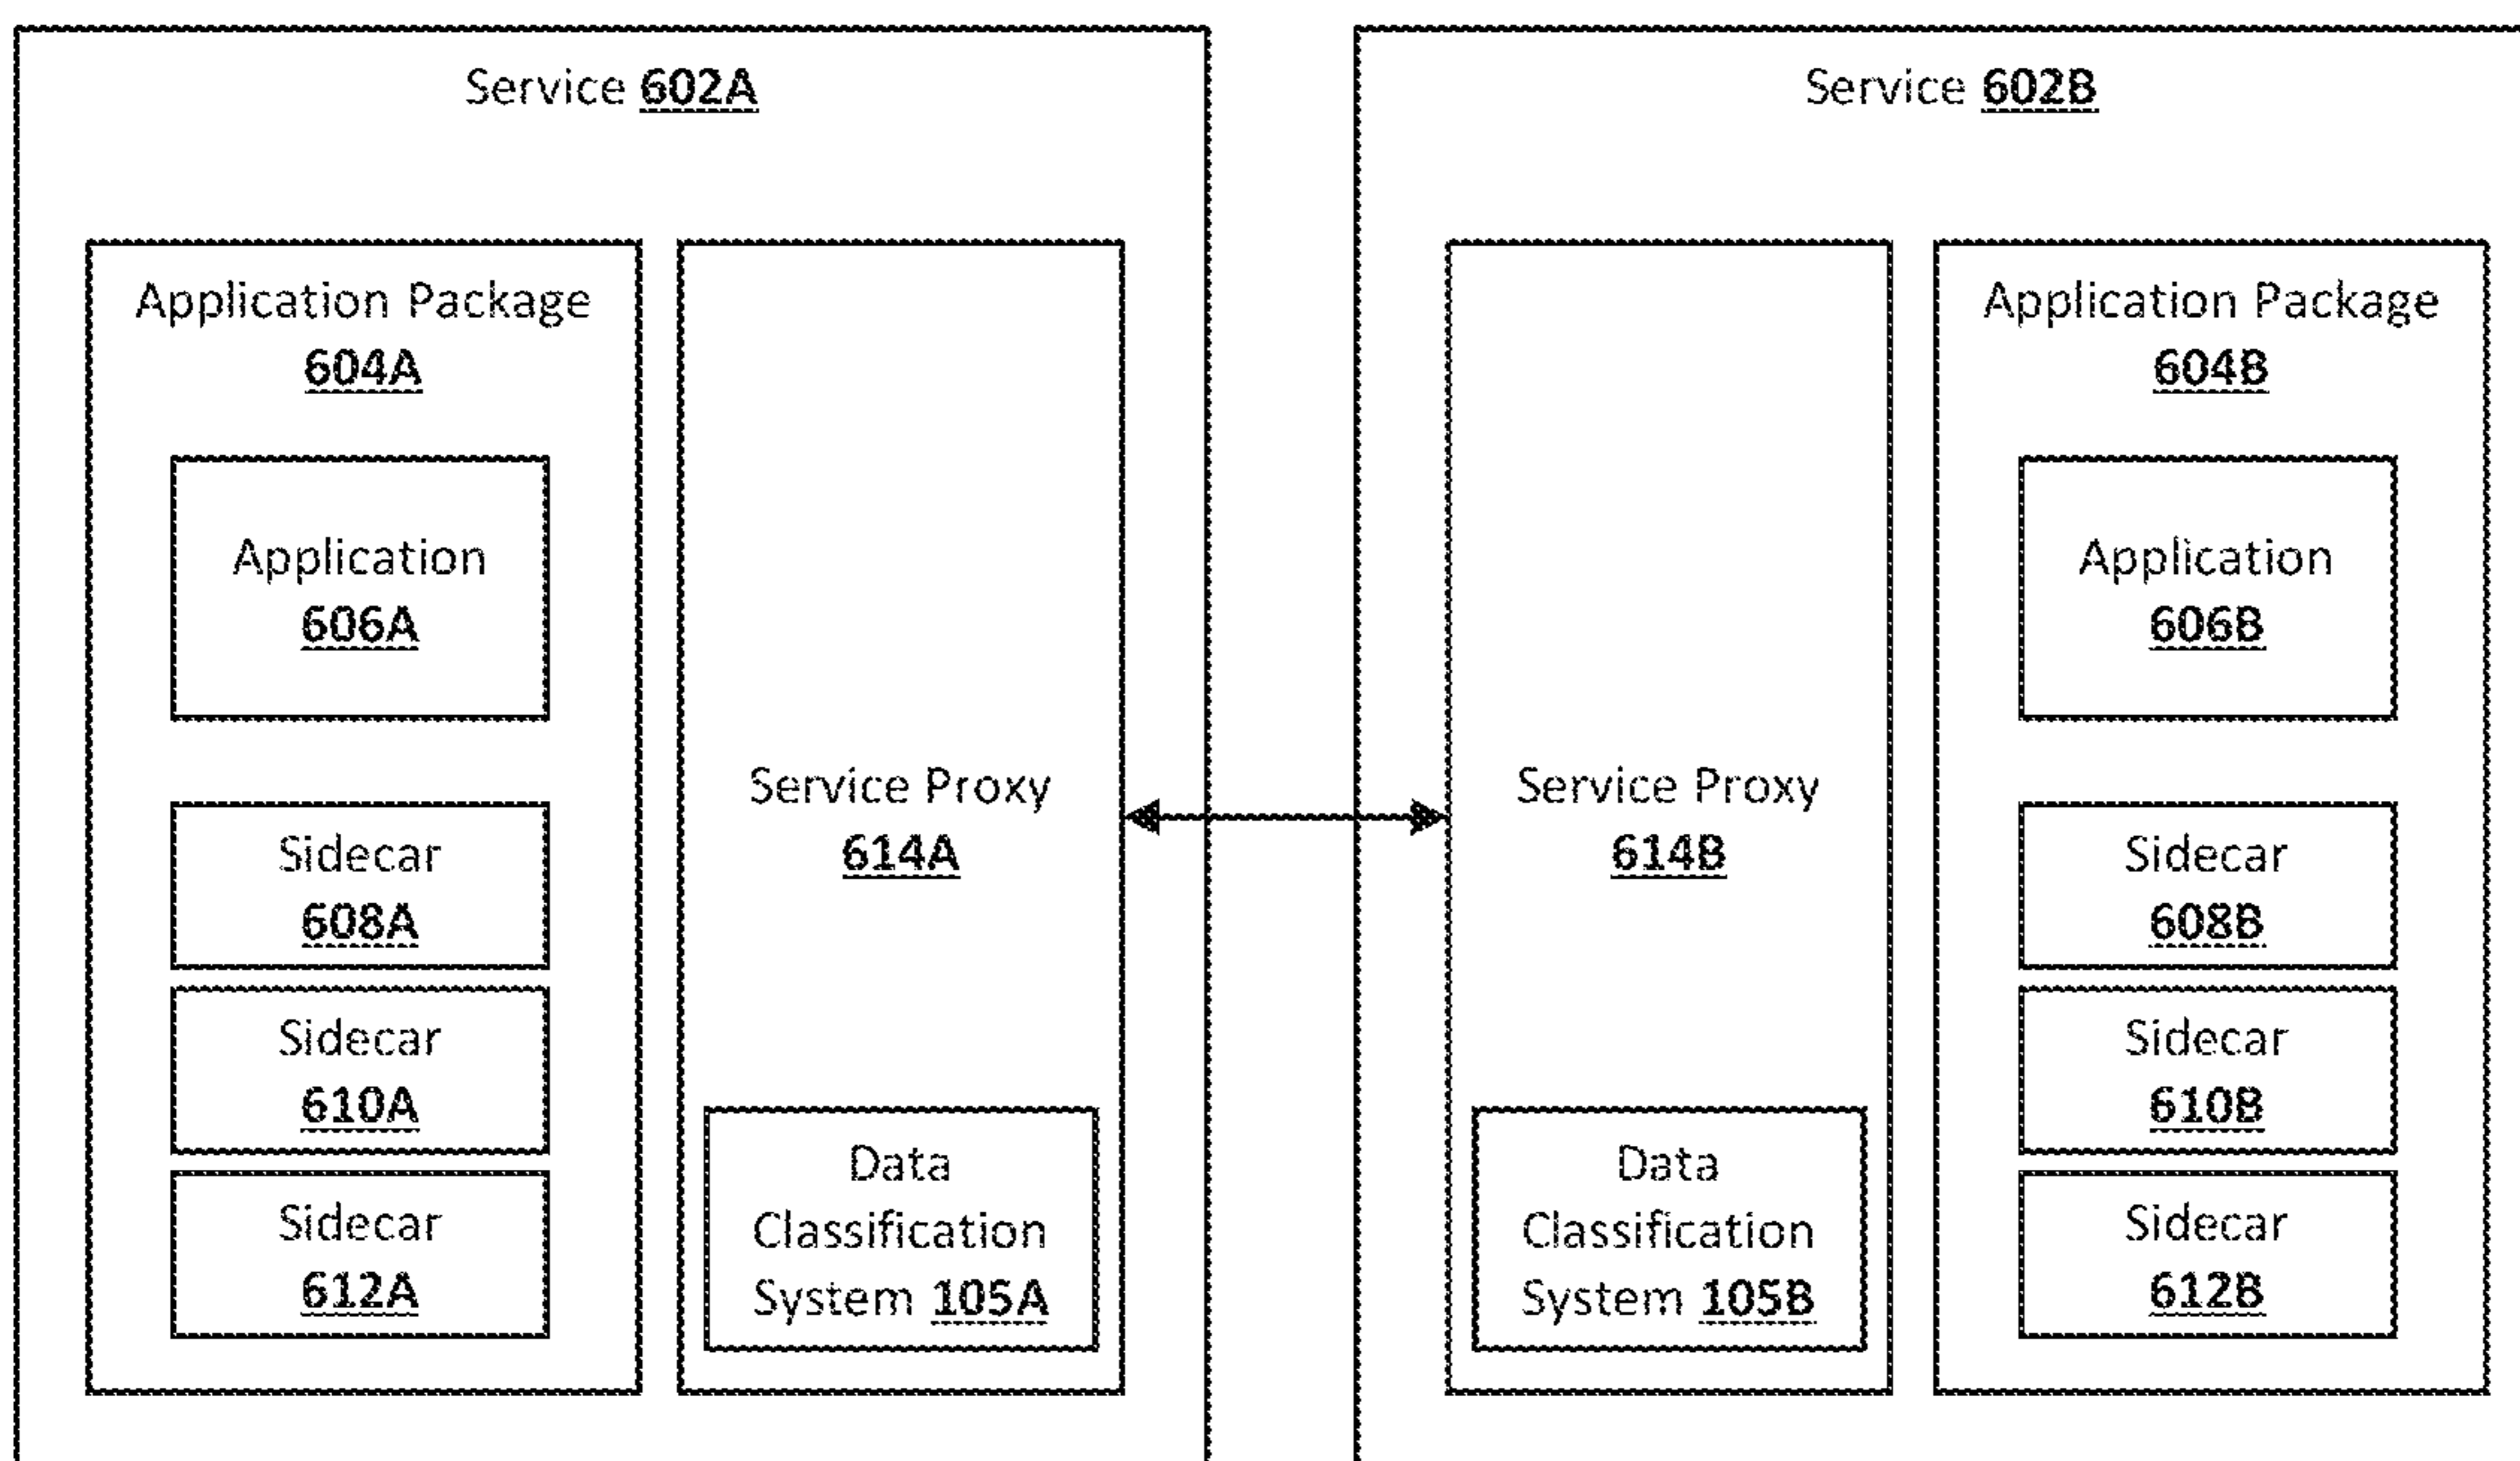 Service 602A
Application Package
604A
Application
606A
Sidecar
608A
Sidecar
610A
Sidecar
612A
Service Proxy
614A
Data
Classification
System 105A
Service 602B
Service Proxy
614B
Data
Classification
System 105B
Application Package
604B
Application
606B
Sidecar
608B
Sidecar
610B
Sidecar
612B